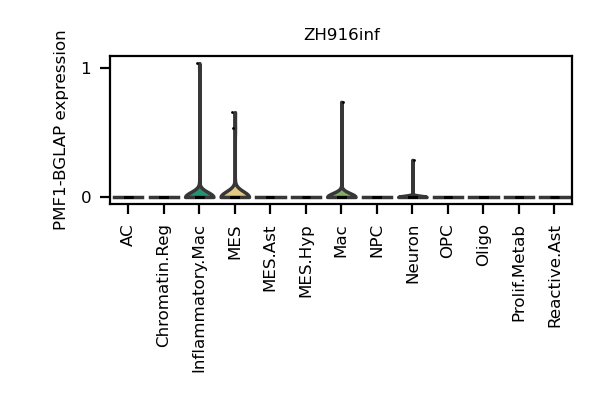 ZH916inf
PMF1-BGLAP expression
1
0
AC
Chromatin.Reg
Inflammatory.Mac
MES
MES.Ast
MES.Hyp
Mac
NPC
Neuron
OPC
Oligo
Prolif.Metab
Reactive.Ast